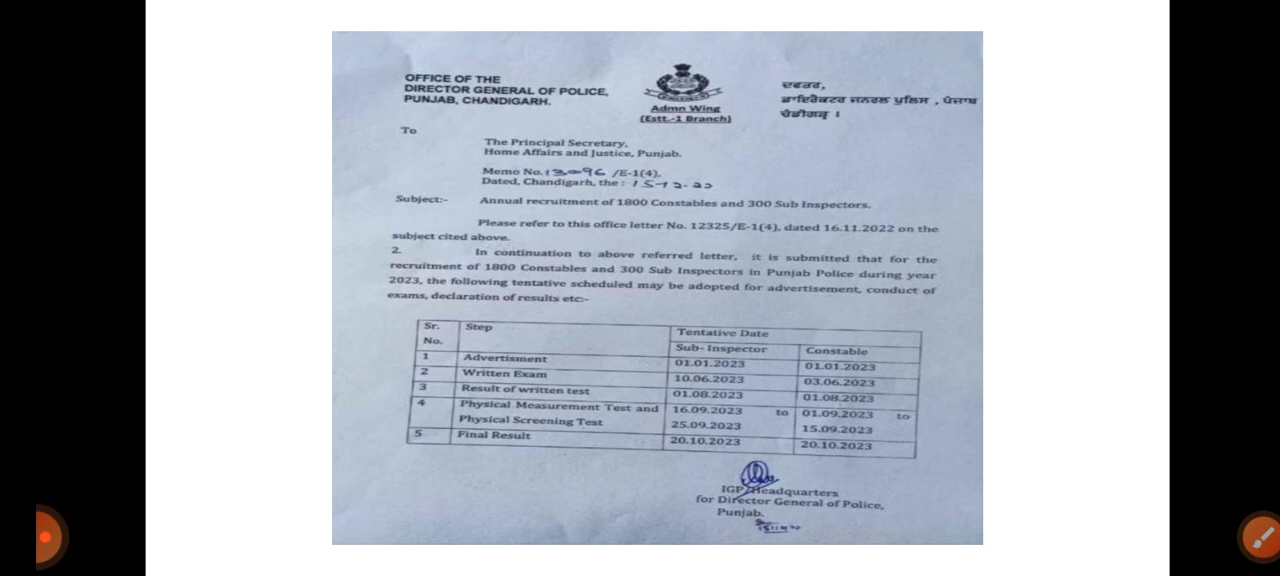 OFFICE OF THE
DIRECTOR GENERAL OF POLICE,
PUNJAB, CHANDIGARH.
Admn Wing
(Estt.-1 Branch)
ਦਫਤਰ,
ਡਾਇਰੈਕਟਰ ਜਨਰਲ ਪੁਲਿਸ , ਪੰਜਾਬ
ਚੰਡੀਗੜ੍ਹ ।
To
The Principal Secretary,
Home Affairs and Justice, Punjab.
Memo No. /E-1(4).
Dated, Chandigarh, the :
Subject:- Annual recruitment of 1800 Constables and 300 Sub Inspectors.
Please refer to this office letter No. 12325/E-1(4), dated 16.11.2022 on the
subject cited above.
2. In continuation to above referred letter, it is submitted that for the
recruitment of 1800 Constables and 300 Sub Inspectors in Punjab Police during year
2023, the following tentative scheduled may be adopted for advertisement, conduct of
exams, declaration of results etc:-
Sr. No. Step Tentative Date
Sub- Inspector Constable
1 Advertisment 01.01.2023 01.01.2023
2 Written Exam 10.06.2023 03.06.2023
3 Result of written test 01.08.2023 01.08.2023
4 Physical Measurement Test and 16.09.2023 to 01.09.2023 to
Physical Screening Test 25.09.2023 15.09.2023
5 Final Result 20.10.2023 20.10.2023
IGP/Headquarters
for Director General of Police,
Punjab.